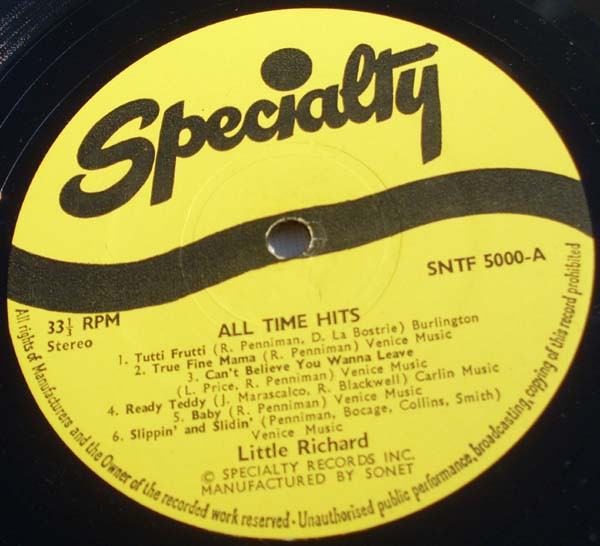 Specialty
SNTF 5000-A
33⅓ RPM
Stereo
ALL TIME HITS
1. Tutti Frutti (R. Penniman, D. La Bostrie) Burlington
2. True Fine Mama (R. Penniman) Venice Music
3. Can't Believe You Wanna Leave
(L. Price, R. Penniman) Venice Music
4. Ready Teddy (J. Marascalco, R. Blackwell) Carlin Music
5. Baby (R. Penniman) Venice Music
6. Slippin' and Slidin' (Penniman, Bocage, Collins, Smith)
Venice Music
Little Richard
© SPECIALTY RECORDS INC.
MANUFACTURED BY SONET
All rights of Manufacturers and the Owner of the recorded work reserved - Unauthorised public performance, broadcasting, copying of this record prohibited